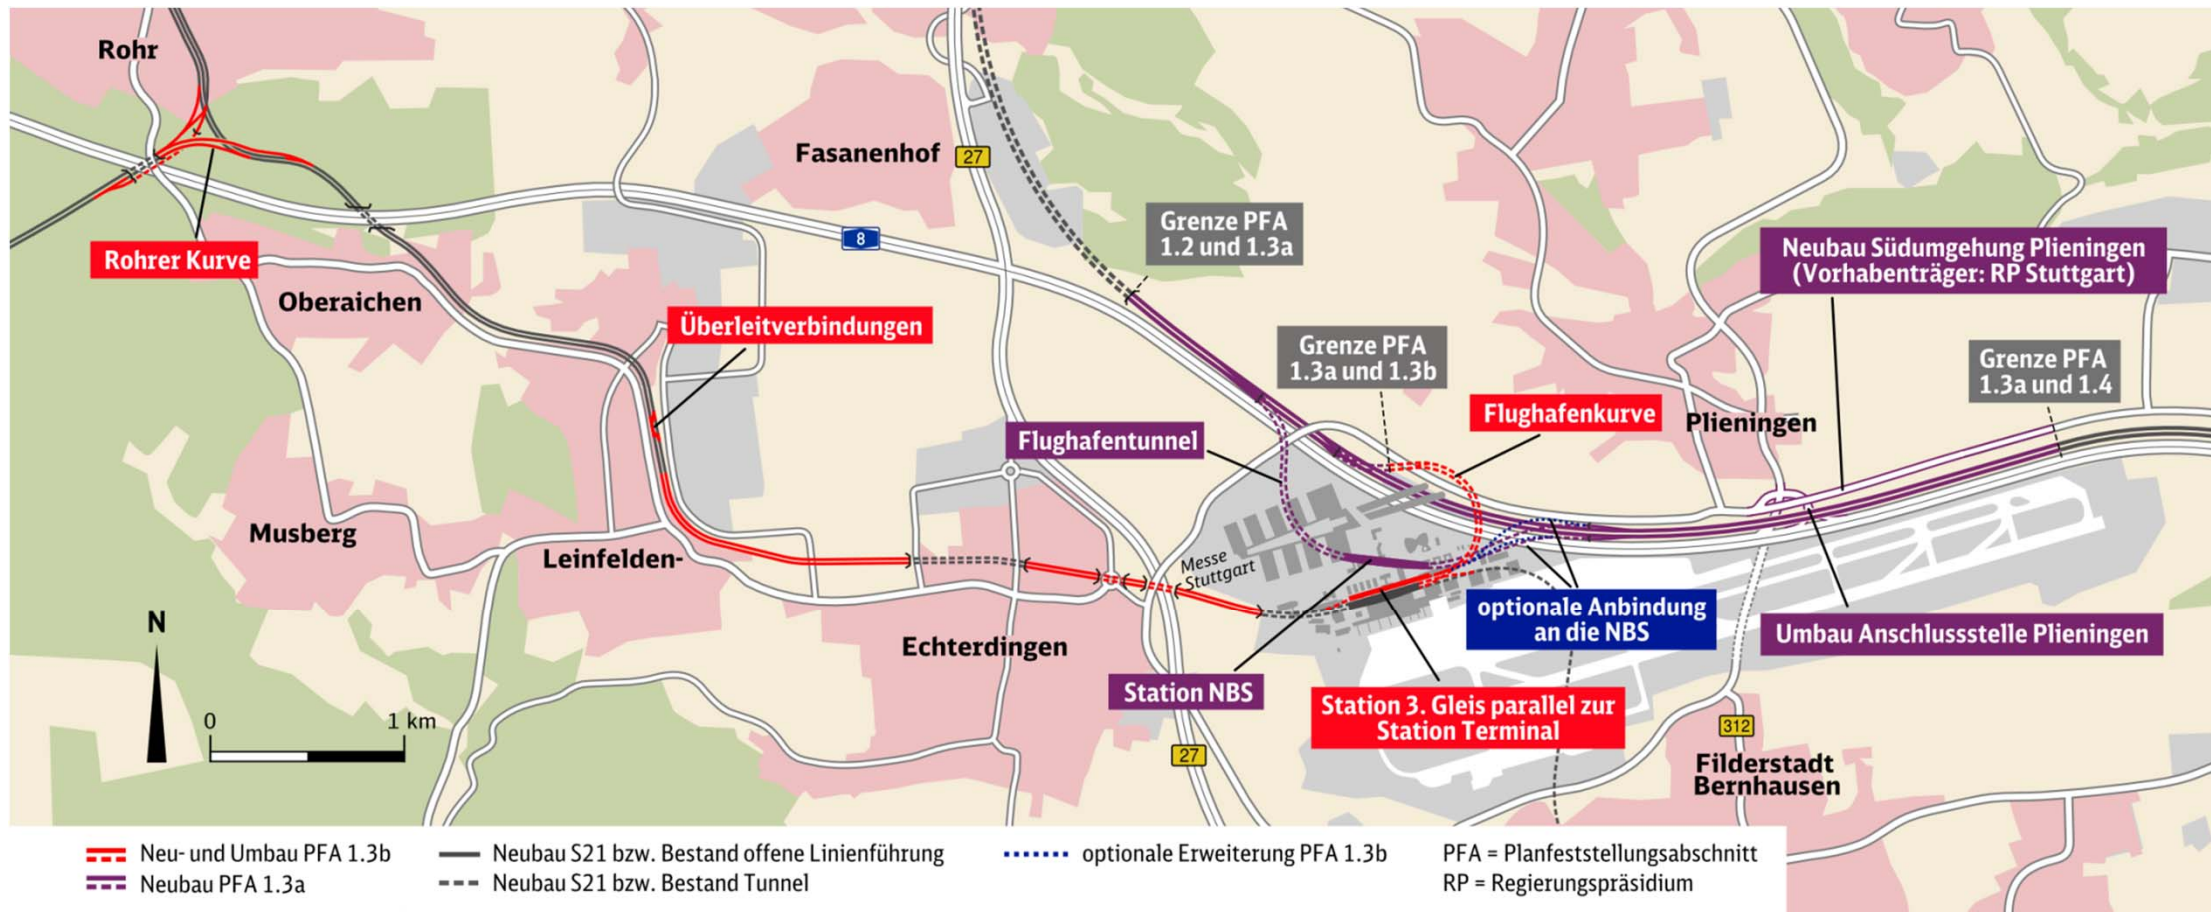 Rohr
Fasanenhof
27
Grenze PFA
1.2 und 1.3a
Neubau Südumgehung Plieningen
(Vorhabenträger: RP Stuttgart)
8
Rohrer Kurve
Oberaichen
Überleitverbindungen
Grenze PFA
1.3a und 1.3b
Grenze PFA
1.3a und 1.4
Flughafenkurve
Plieningen
Flughafentunnel
Musberg
Leinfelden-
Messe
Stuttgart
optionale Anbindung
an die NBS
Umbau Anschlussstelle Plieningen
N
Echterdingen
Station NBS
Station 3. Gleis parallel zur
Station Terminal
0
1 km
27
312
Filderstadt
Bernhausen
Neu- und Umbau PFA 1.3b
Neubau PFA 1.3a
Neubau S21 bzw. Bestand offene Linienführung
Neubau S21 bzw. Bestand Tunnel
optionale Erweiterung PFA 1.3b
PFA = Planfeststellungsabschnitt
RP = Regierungspräsidium